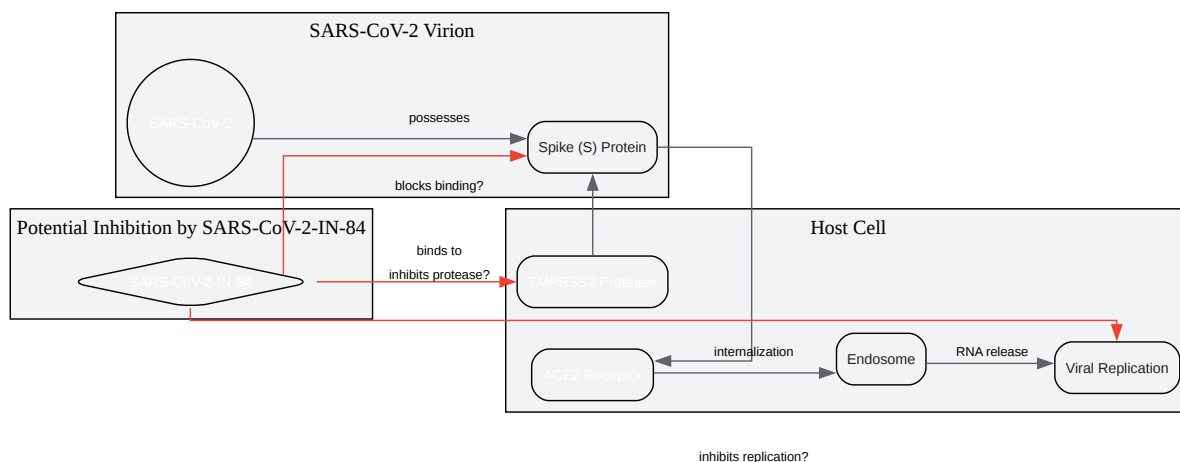 SARS-CoV-2 Virion
possesses
SARS-CoV-2
Spike (S) Protein
blocks binding?
Potential Inhibition by SARS-CoV-2-IN-84
Host Cell
binds to
inhibits protease?
SARS-CoV-2-IN-84
TMPRSS2 Protease
internalization
RNA release
Endosome
Viral Replication
ACE2 Receptor
inhibits replication?